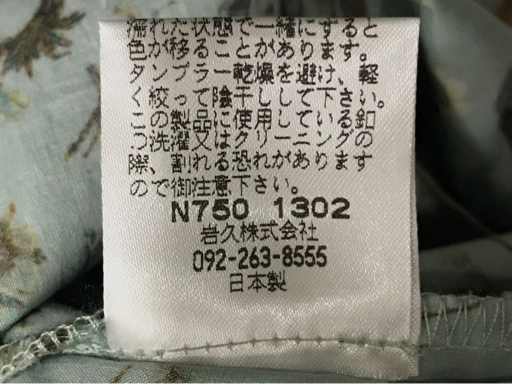 濡れた状態で一緒にすると
色が移ることがあります。
タンブラー乾燥を避け、軽
く絞って陰干しして下さい。
この製品に使用している釦
つ洗濯又はクリーニングの
際、割れる恐れがあります
ので御注意下さい。
N750 1302
岩久株式会社
092-263-8555
日本製